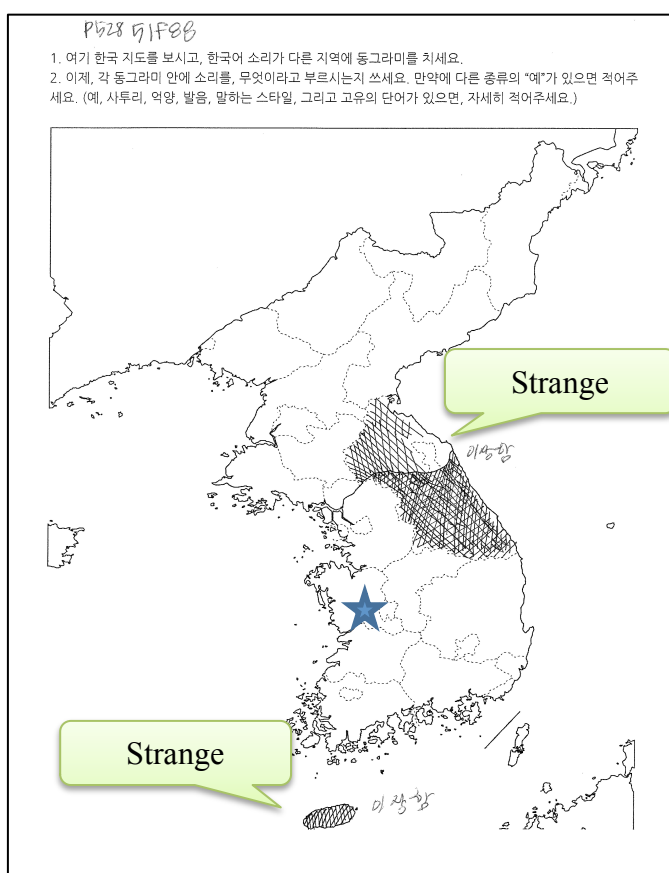 P528 51F88
1. 여기 한국 지도를 보시고, 한국어 소리가 다른 지역에 동그라미를 치세요.
2. 이제, 각 동그라미 안에 소리를, 무엇이라고 부르시는지 쓰세요. 만약에 다른 종류의 “예”가 있으면 적어주
세요. (예, 사투리, 억양, 발음, 말하는 스타일, 그리고 고유의 단어가 있으면, 자세히 적어주세요.)
Strange
이상함
Strange
이상함